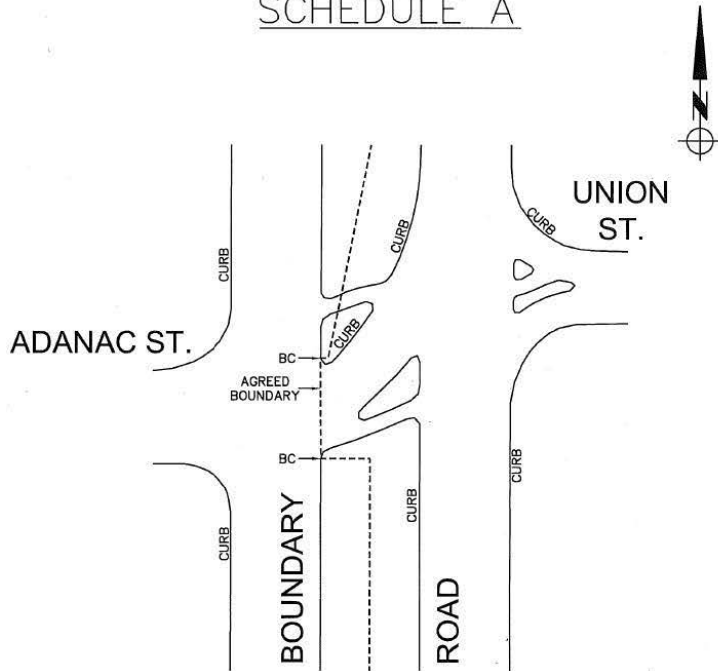 SCHEDULE A
N
UNION
ST.
CURB
CURB
CURB
ADANAC ST.
CURB
BC
AGREED
BOUNDARY
BC
CURB
CURB
CURB
BOUNDARY
ROAD